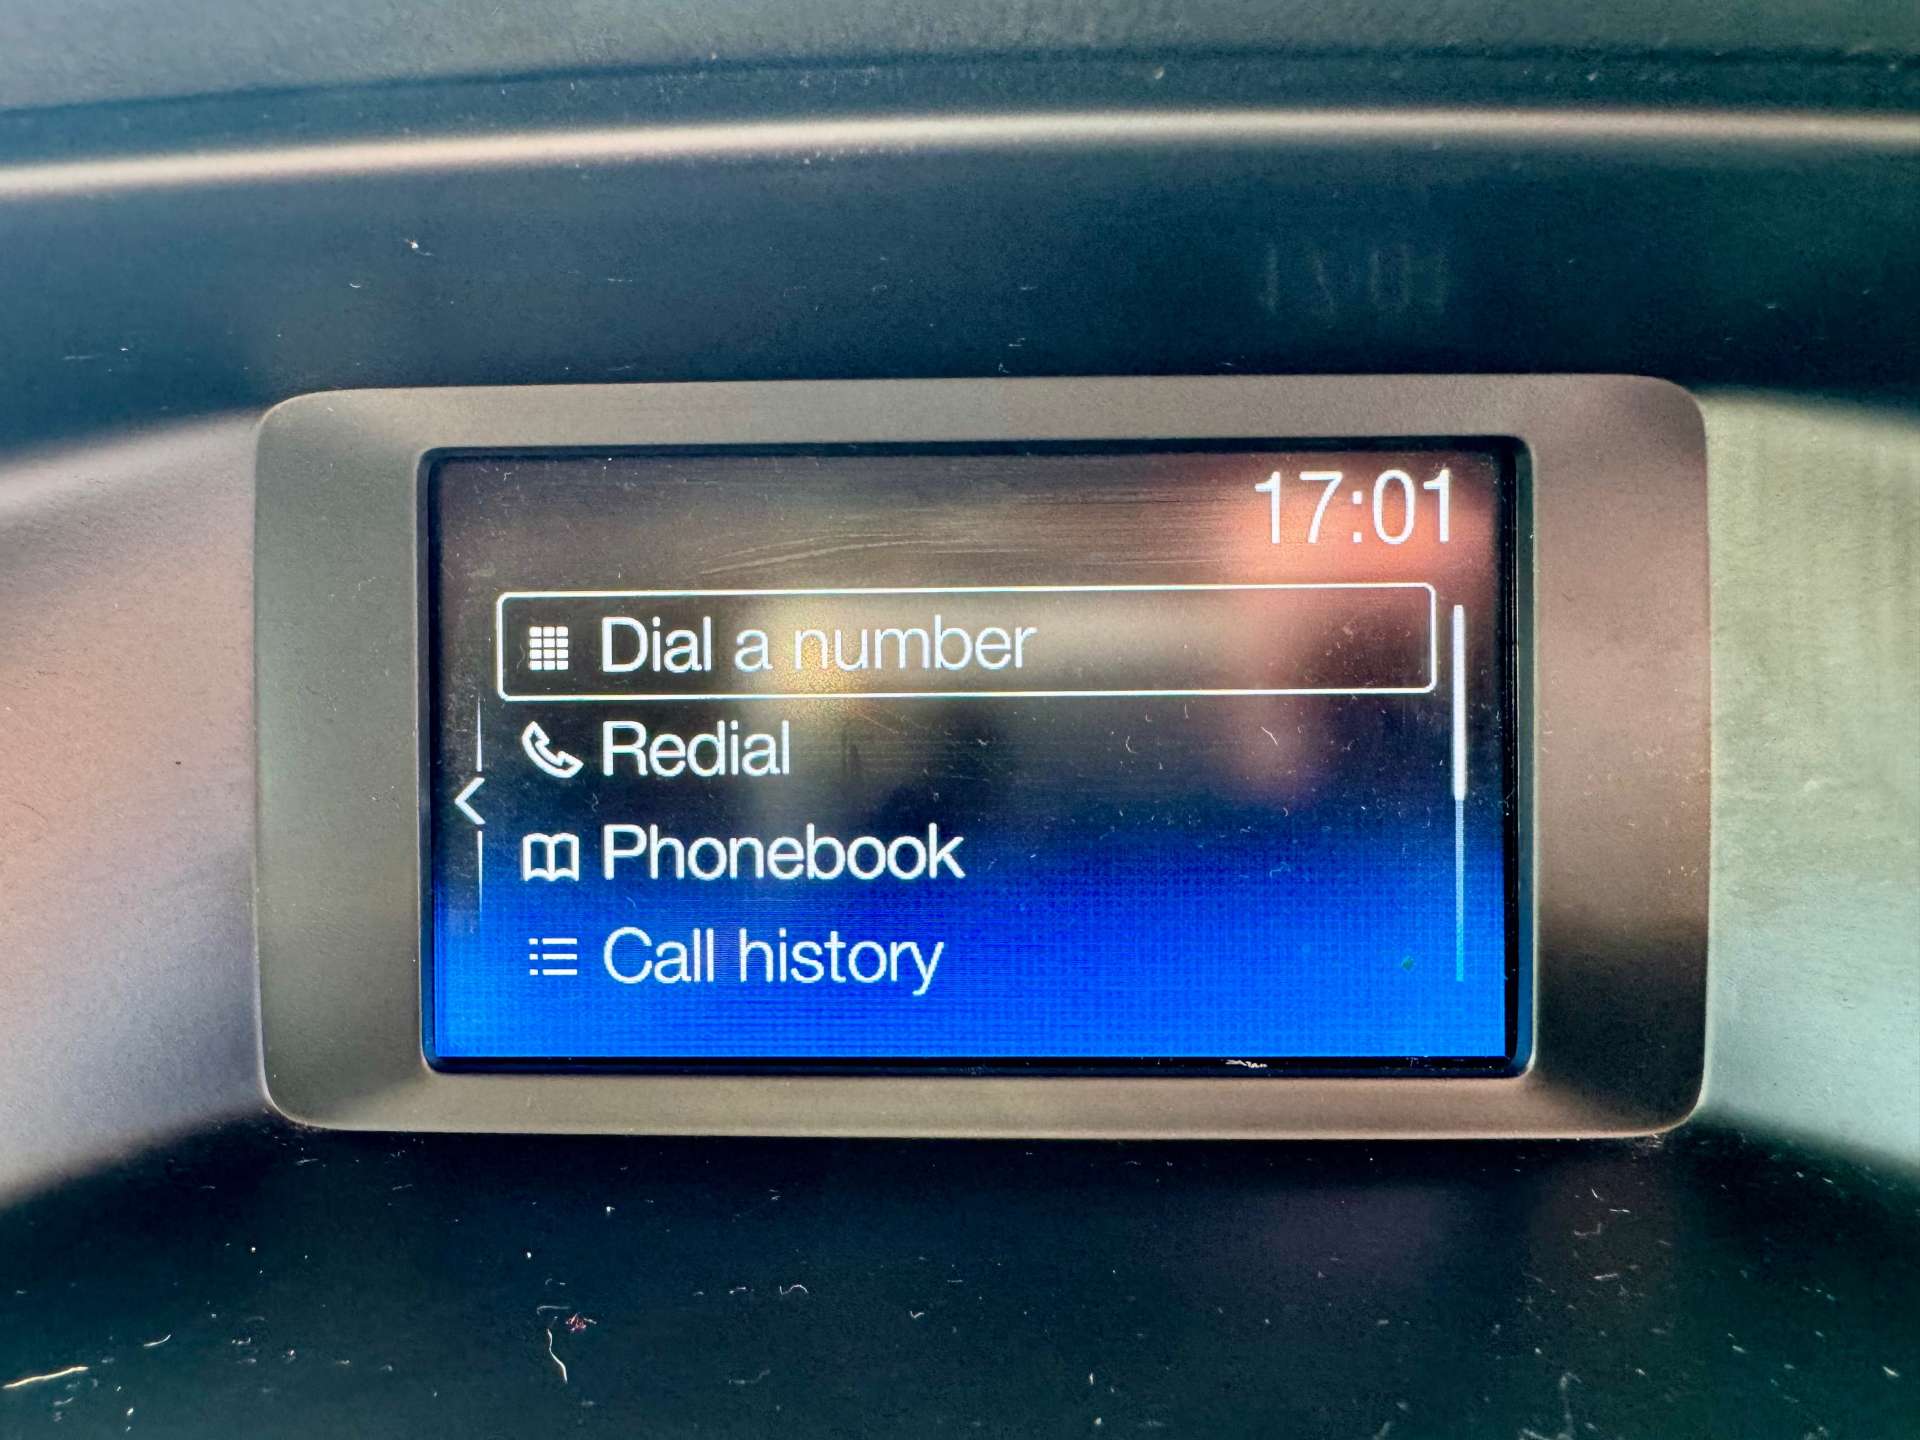 17:01
Dial a number
Redial
Phonebook
Call history